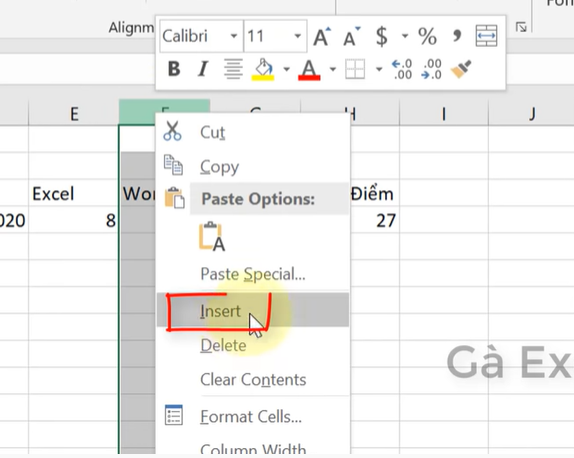 Alignm
Calibri 11 A A $ % ,
B I A ←.0 .00 .00 →.0
E F G H I J
Cut
Copy
Excel Wor Paste Options: Điểm
020 8 27
A
Paste Special...
Insert
Delete
Gà Ex
Clear Contents
Format Cells...
Column Width